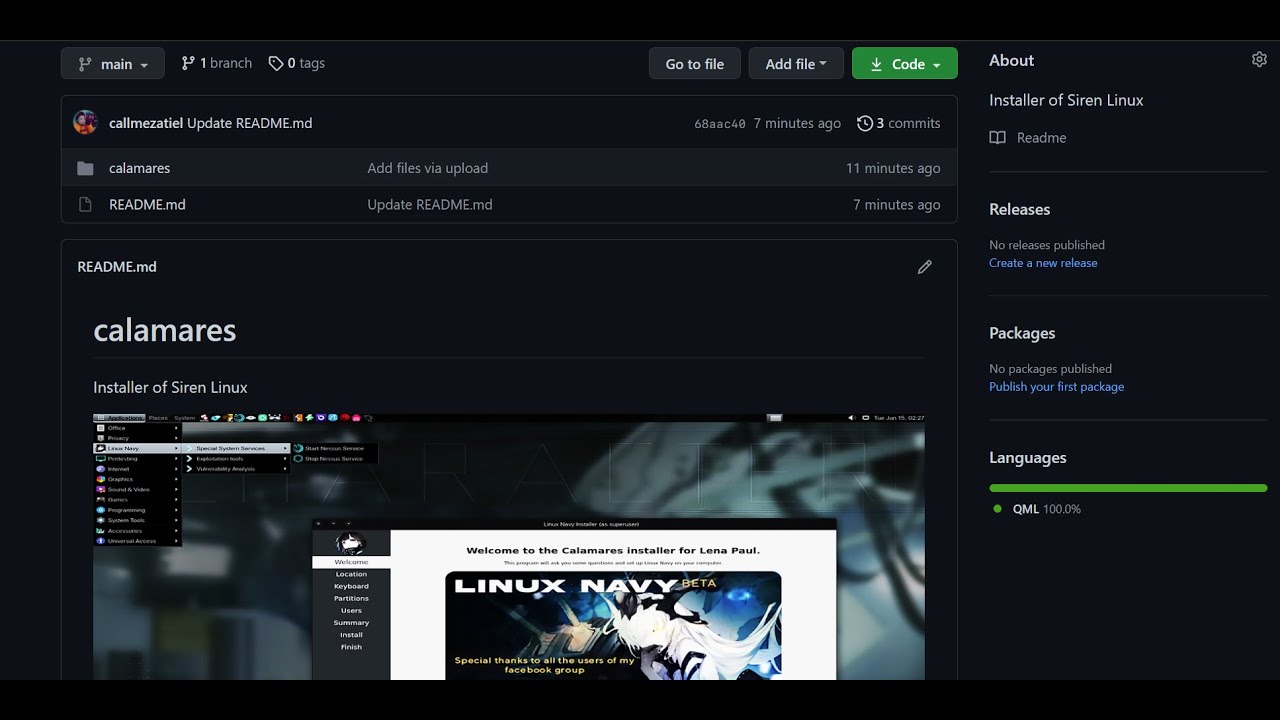 main
1 branch
0 tags
Go to file
Add file
Code
callmezatiel Update README.md
68aac40 7 minutes ago
3 commits
calamares
Add files via upload
11 minutes ago
README.md
Update README.md
7 minutes ago
README.md
calamares
Installer of Siren Linux
Applications Places System
Tue Jun 15, 02:27
Office
Privacy
Linux Navy
Pentesting
Internet
Graphics
Sound & Video
Games
Programming
System Tools
Accessories
Universal Access
Special System Services
Exploitation tools
Vulnerability Analysis
Start Nessus Service
Stop Nessus Service
Linux Navy Installer (as superuser)
Welcome
Location
Keyboard
Partitions
Users
Summary
Install
Finish
Welcome to the Calamares installer for Lena Paul.
This program will ask you some questions and set up Linux Navy on your computer.
LINUX NAVY BETA
Special thanks to all the users of my
facebook group
About
Installer of Siren Linux
Readme
Releases
No releases published
Create a new release
Packages
No packages published
Publish your first package
Languages
QML 100.0%